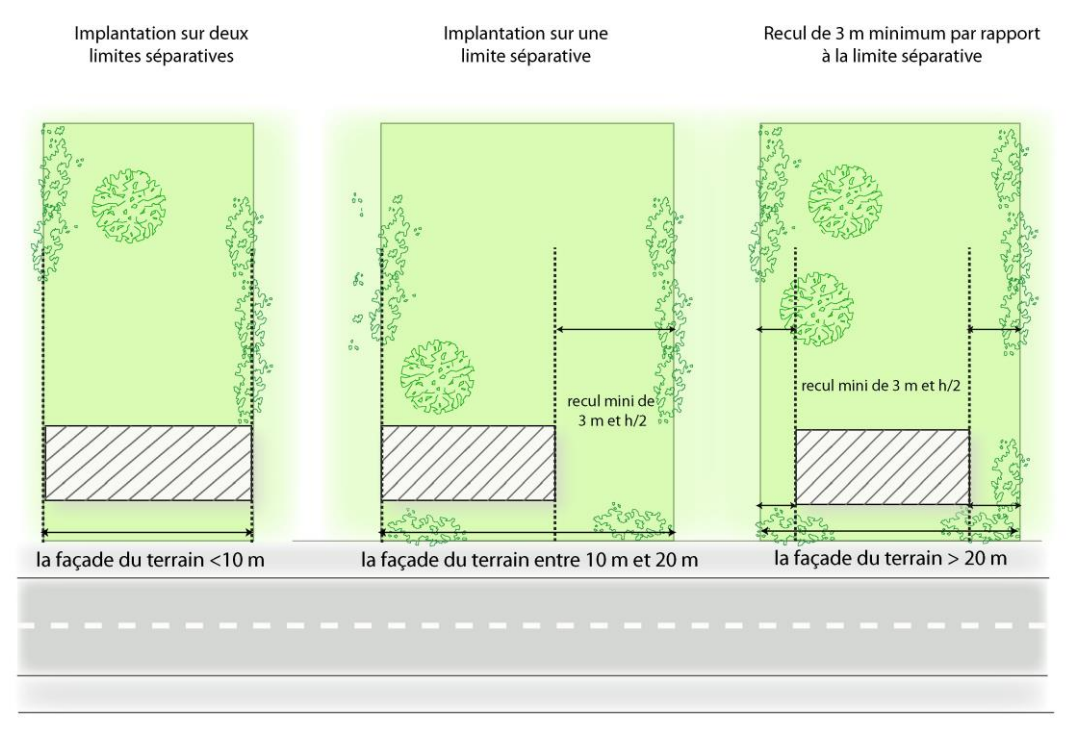 Implantation sur deux
limites séparatives
Implantation sur une
limite séparative
Recul de 3 m minimum par rapport
à la limite séparative
recul mini de
3 m et h/2
recul mini de 3 m et h/2
la façade du terrain <10 m
la façade du terrain entre 10 m et 20 m
la façade du terrain > 20 m